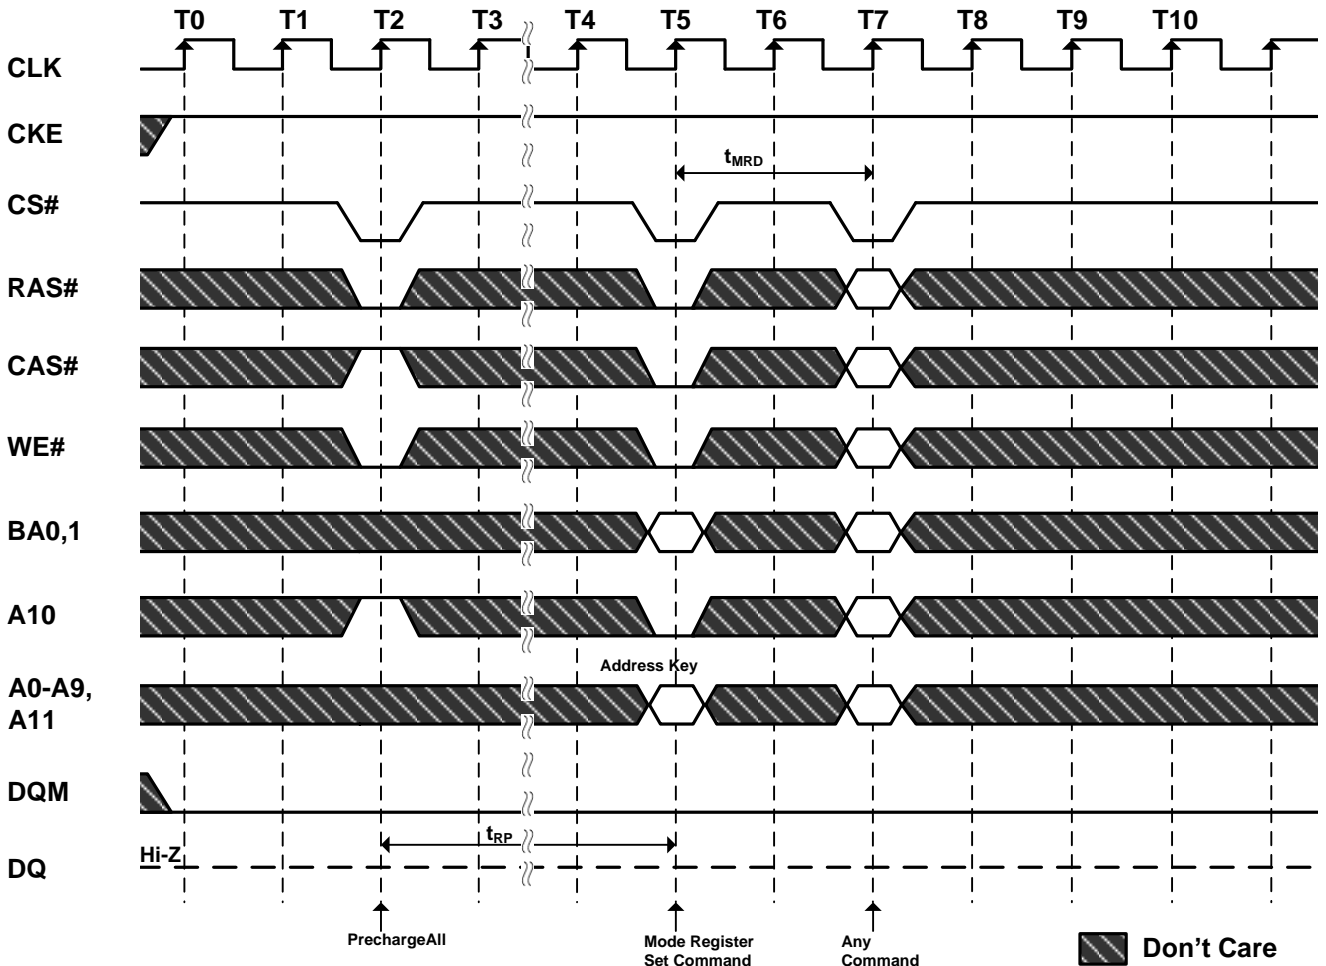 T0 T1 T2 T3 T4 T5 T6 T7 T8 T9 T10
CLK
CKE
tMRD
CS#
RAS#
CAS#
WE#
BA0,1
A10
Address Key
A0-A9,
A11
DQM
tRP
Hi-Z
DQ
PrechargeAll
Mode Register
Set Command
Any
Command
Don't Care